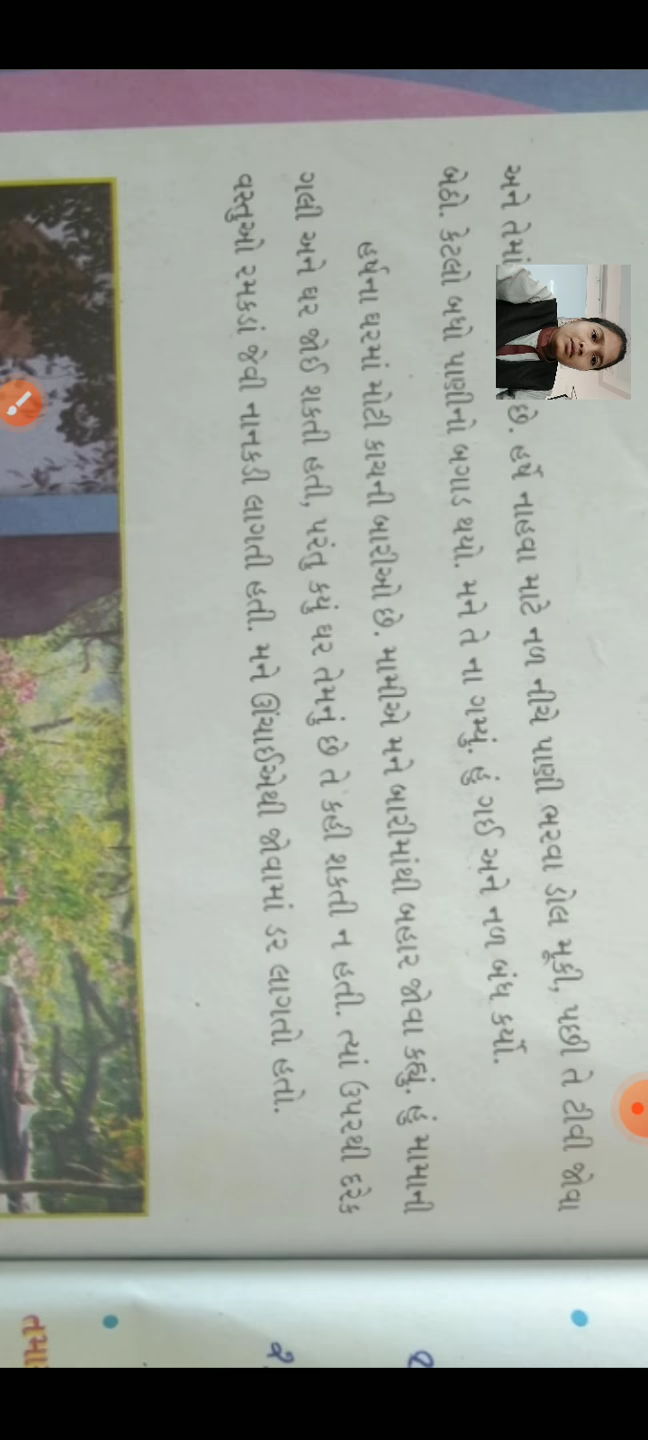 અને તેમાં છે. હર્ષે નાહવા માટે નળ નીચે પાણી ભરવા ડોલ મૂકી, પછી તે ટીવી જોવા
બેઠો. કેટલો બધો પાણીનો બગાડ થયો. મને તે ના ગમ્યું. હું ગઈ અને નળ બંધ કર્યો.
હર્ષના ઘરમાં મોટી કાચની બારીઓ છે. મામીએ મને બારીમાંથી બહાર જોવા કહ્યું. હું મામાની
ગલી અને ઘર જોઈ શકતી હતી, પરંતુ કયું ઘર તેમનું છે તે કહી શકતી ન હતી. ત્યાં ઉપરથી દરેક
વસ્તુઓ રમકડાં જેવી નાનકડી લાગતી હતી. મને ઊંચાઈએથી જોવામાં ડર લાગતો હતો.
તમા